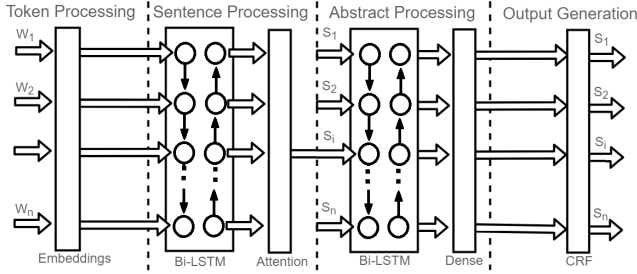 Token Processing
Sentence Processing
Abstract Processing
Output Generation
W1
W2
Wn
S1
S2
Si
Sn
S1
S2
Si
Sn
Embeddings
Bi-LSTM
Attention
Bi-LSTM
Dense
CRF